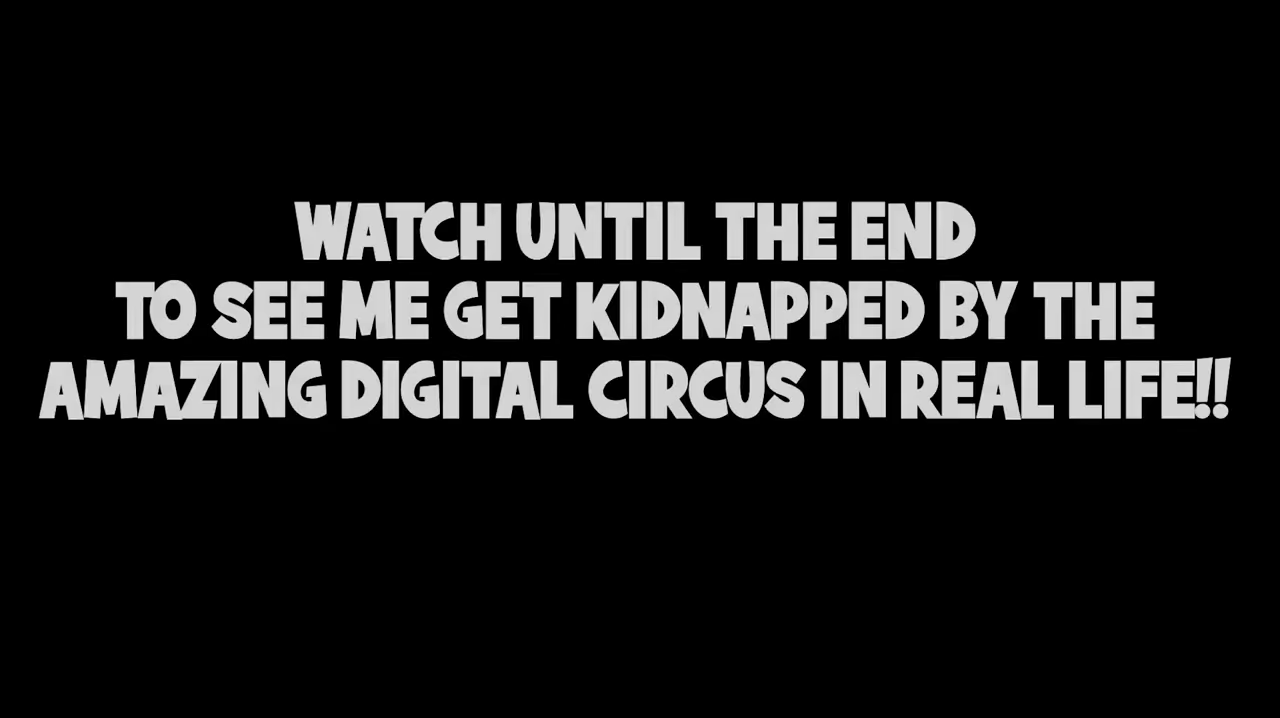 WATCH UNTIL THE END
TO SEE ME GET KIDNAPPED BY THE
AMAZING DIGITAL CIRCUS IN REAL LIFE!!